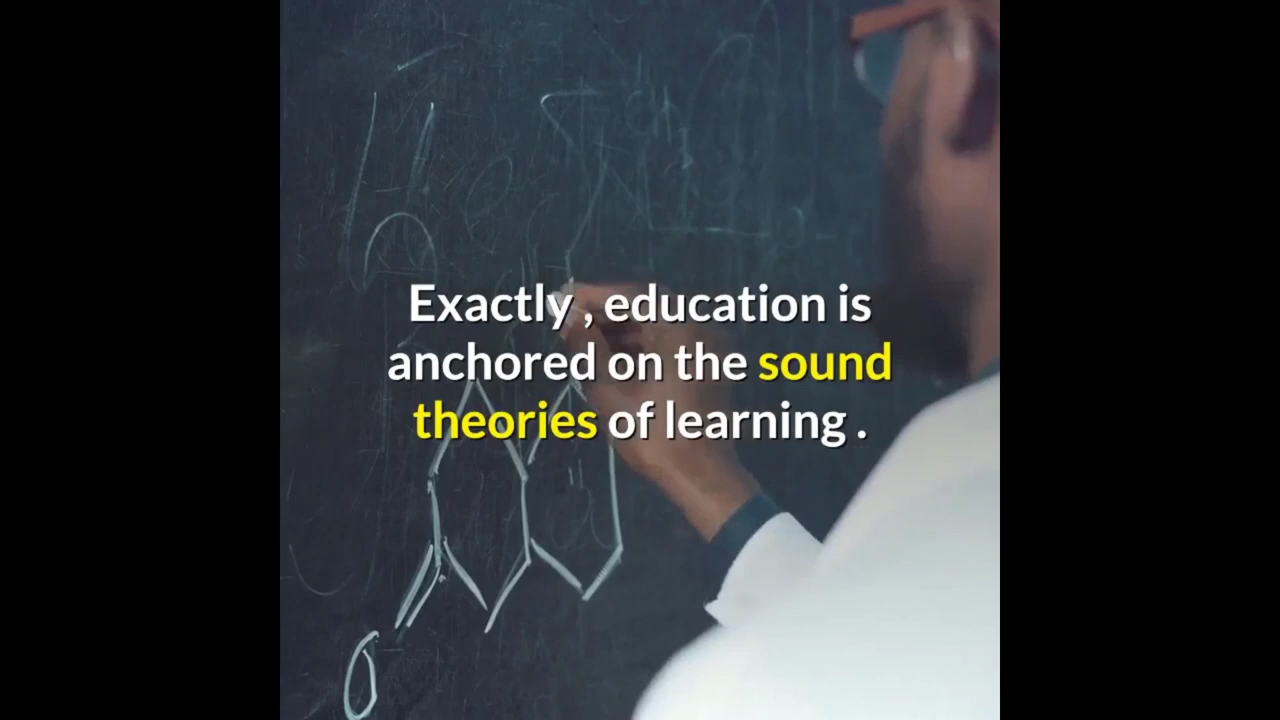 Exactly , education is
anchored on the sound
theories of learning .